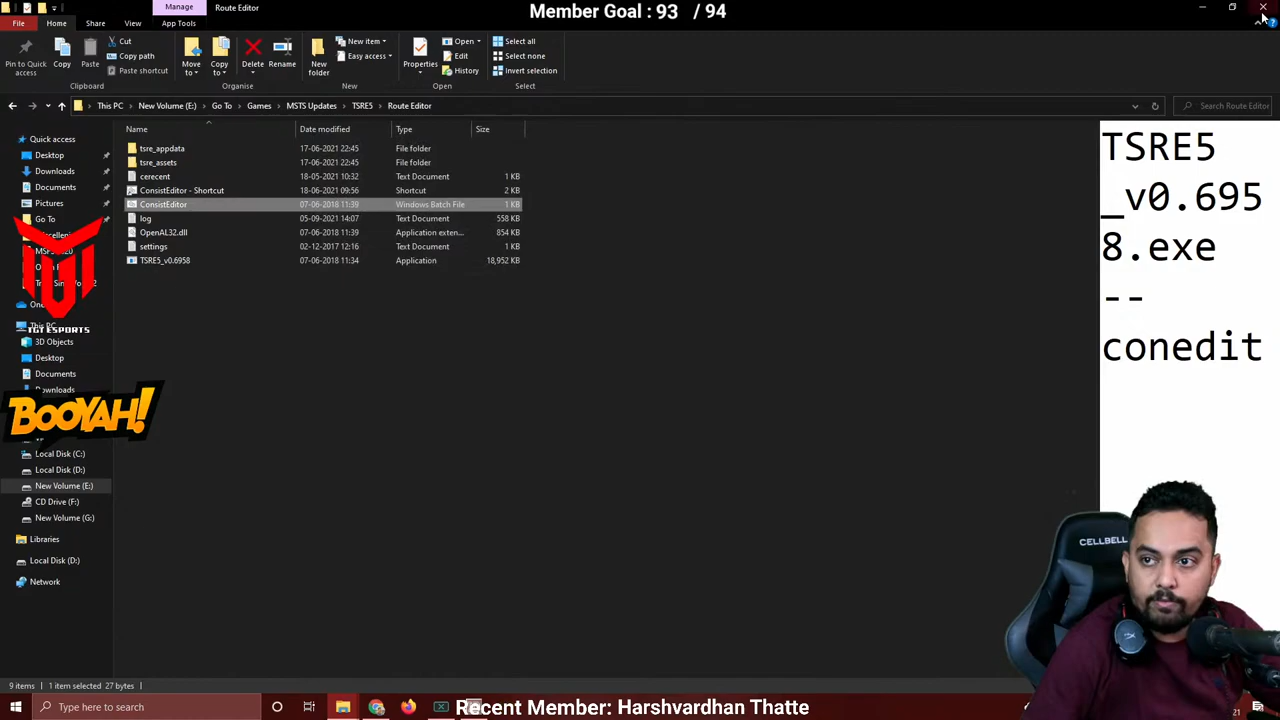 Manage
Route Editor
Member Goal : 93 / 94
File
Home
Share
View
App Tools
Pin to Quick access
Copy
Paste
Cut
Copy path
Paste shortcut
Move to
Copy to
Delete
Rename
New folder
New item
Easy access
Properties
Open
Edit
History
Select all
Select none
Invert selection
Clipboard
Organise
New
Open
Select
This PC
New Volume (E:)
Go To
Games
MSTS Updates
TSRE5
Route Editor
Search Route Editor
Name
Date modified
Type
Size
tsre_appdata 17-06-2021 22:45 File folder
tsre_assets 17-06-2021 22:45 File folder
cerecent 18-05-2021 10:32 Text Document 1 KB
ConsistEditor - Shortcut 18-06-2021 09:56 Shortcut 2 KB
ConsistEditor 07-06-2018 11:39 Windows Batch File 1 KB
log 05-09-2021 14:07 Text Document 558 KB
OpenAL32.dll 07-06-2018 11:39 Application exten... 854 KB
settings 02-12-2017 12:16 Text Document 1 KB
TSRE5_v0.6958 07-06-2018 11:34 Application 18,952 KB
Quick access
Desktop
Downloads
Documents
Pictures
Go To
TGT ESPORTS
3D Objects
Desktop
Documents
Downloads
BOOYAH!
Local Disk (C:)
Local Disk (D:)
New Volume (E:)
CD Drive (F:)
New Volume (G:)
Libraries
Local Disk (D:)
Network
TSRE5
_v0.695
8.exe
--
conedit
CELLBELL
9 items
1 item selected 27 bytes
Type here to search
Recent Member: Harshvardhan Thatte
21